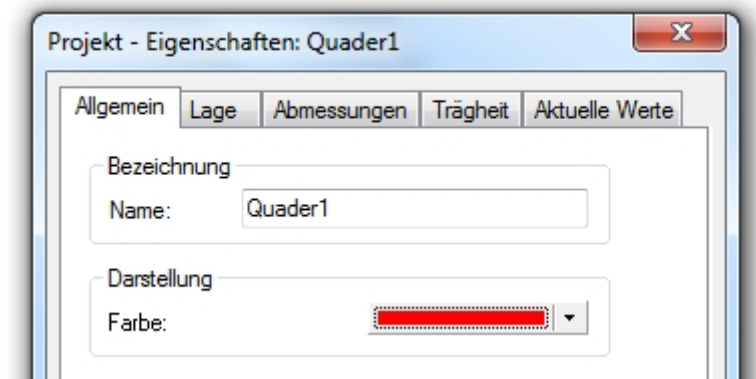 Projekt - Eigenschaften: Quader1
Allgemein Lage Abmessungen Trägheit Aktuelle Werte
Bezeichnung
Name: Quader1
Darstellung
Farbe: